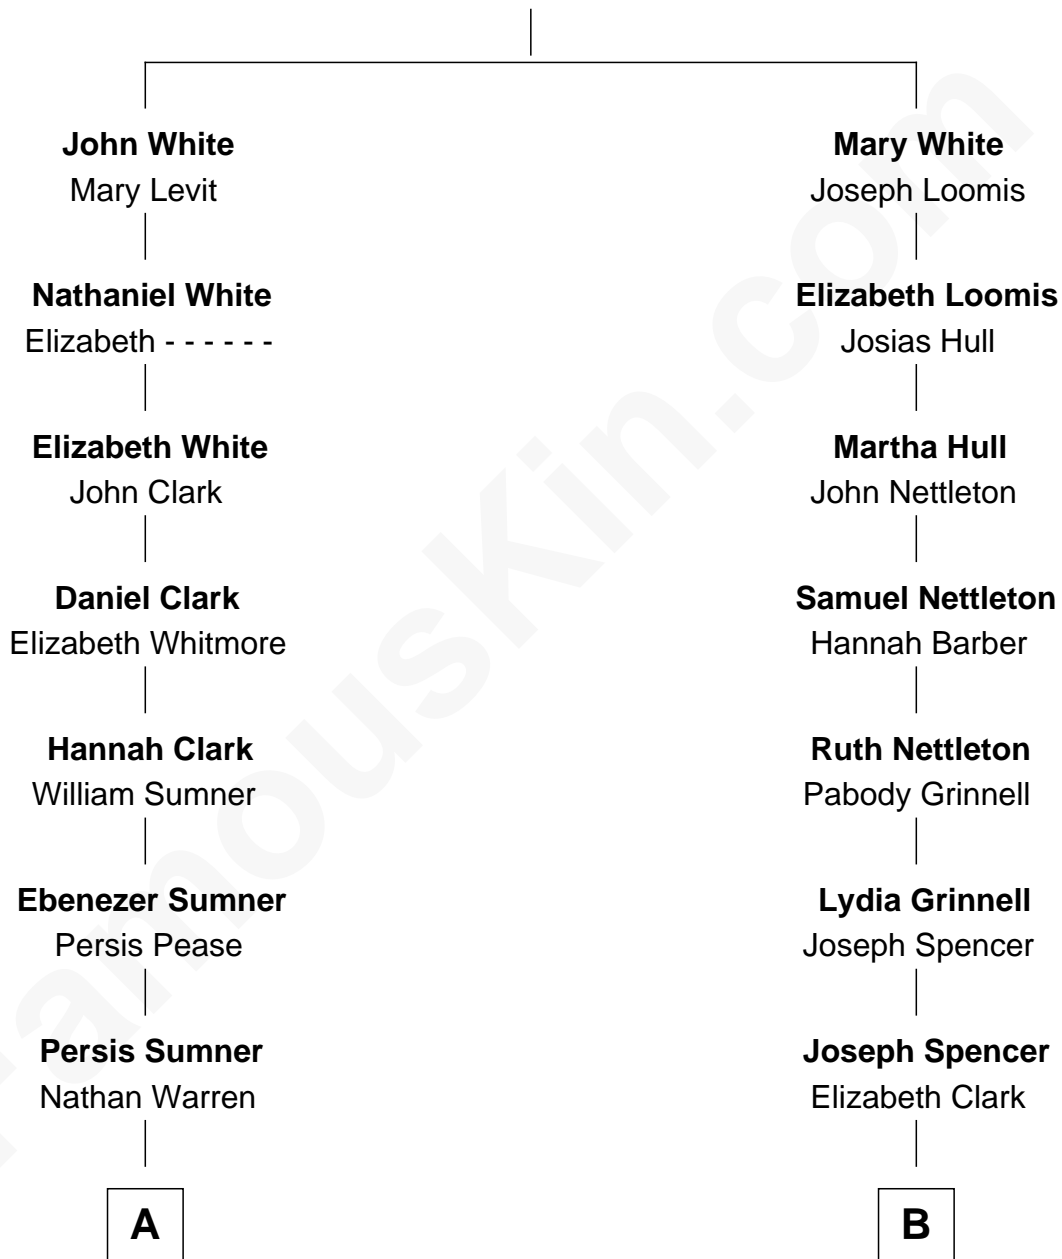 John White
Mary Levit
Mary White
Joseph Loomis
Nathaniel White
Elizabeth - - - - - -
Elizabeth Loomis
Josias Hull
Elizabeth White
John Clark
Martha Hull
John Nettleton
Daniel Clark
Elizabeth Whitmore
Samuel Nettleton
Hannah Barber
Hannah Clark
William Sumner
Ruth Nettleton
Pabody Grinnell
Ebenezer Sumner
Persis Pease
Lydia Grinnell
Joseph Spencer
Persis Sumner
Nathan Warren
Joseph Spencer
Elizabeth Clark
A
B
FamousKin.com